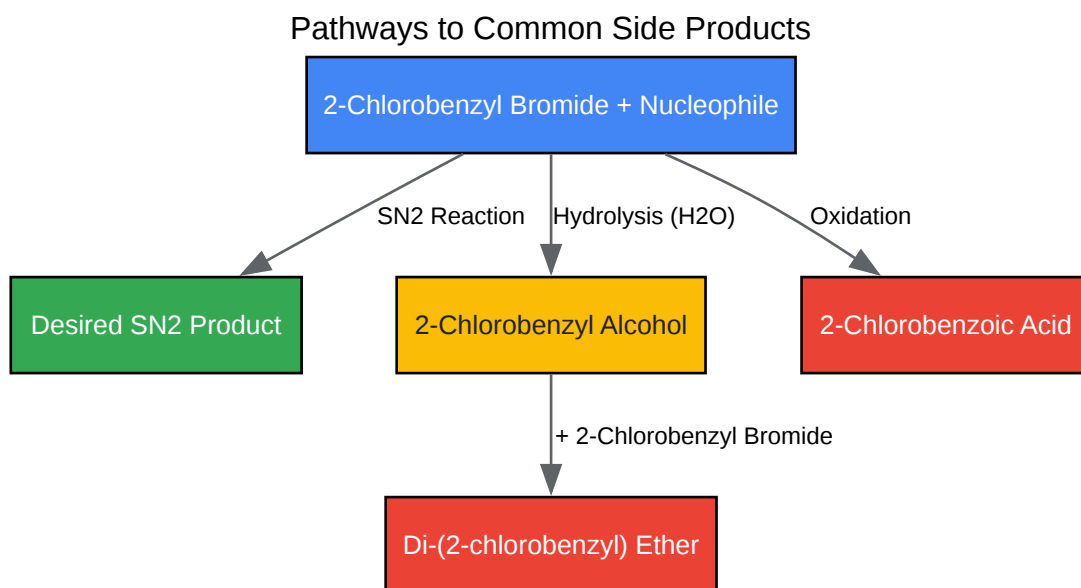 Pathways to Common Side Products
2-Chlorobenzyl Bromide + Nucleophile
SN2 Reaction
Hydrolysis (H2O)
Oxidation
Desired SN2 Product
2-Chlorobenzyl Alcohol
2-Chlorobenzoic Acid
+ 2-Chlorobenzyl Bromide
Di-(2-chlorobenzyl) Ether